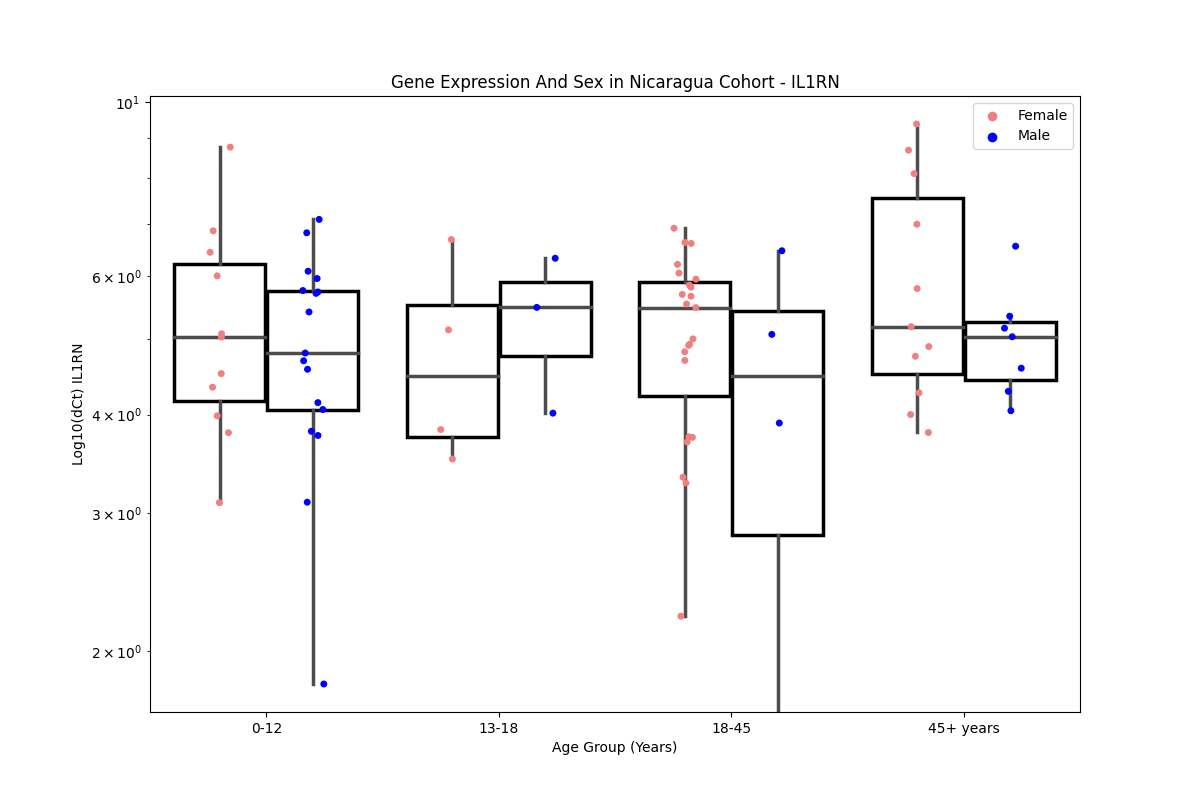 Gene Expression And Sex in Nicaragua Cohort - IL1RN
Female
Male
Log10(dCt) IL1RN
10¹
6 × 10⁰
4 × 10⁰
3 × 10⁰
2 × 10⁰
0-12
13-18
18-45
45+ years
Age Group (Years)